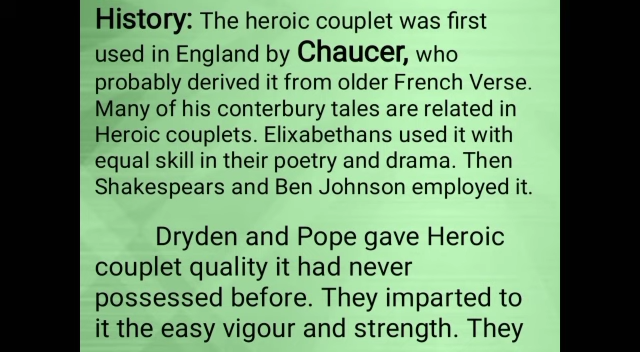 History: The heroic couplet was first
used in England by Chaucer, who
probably derived it from older French Verse.
Many of his conterbury tales are related in
Heroic couplets. Elixabethans used it with
equal skill in their poetry and drama. Then
Shakespears and Ben Johnson employed it.
Dryden and Pope gave Heroic
couplet quality it had never
possessed before. They imparted to
it the easy vigour and strength. They